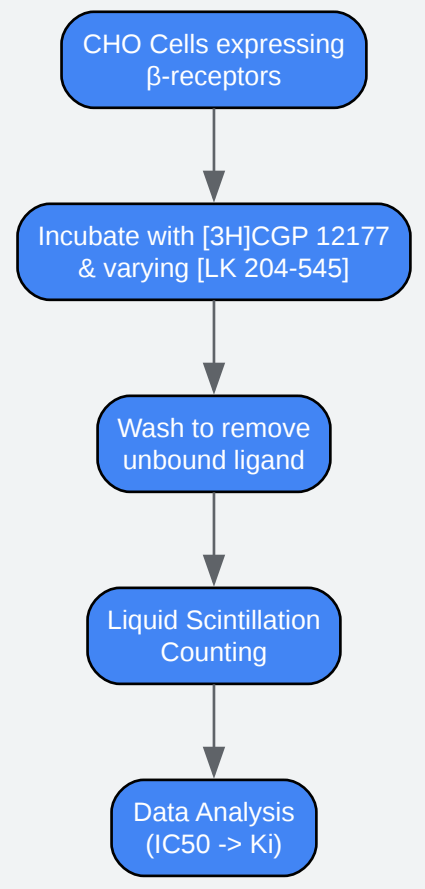 CHO Cells expressing
β-receptors
Incubate with [3H]CGP 12177
& varying [LK 204-545]
Wash to remove
unbound ligand
Liquid Scintillation
Counting
Data Analysis
(IC50 -> Ki)